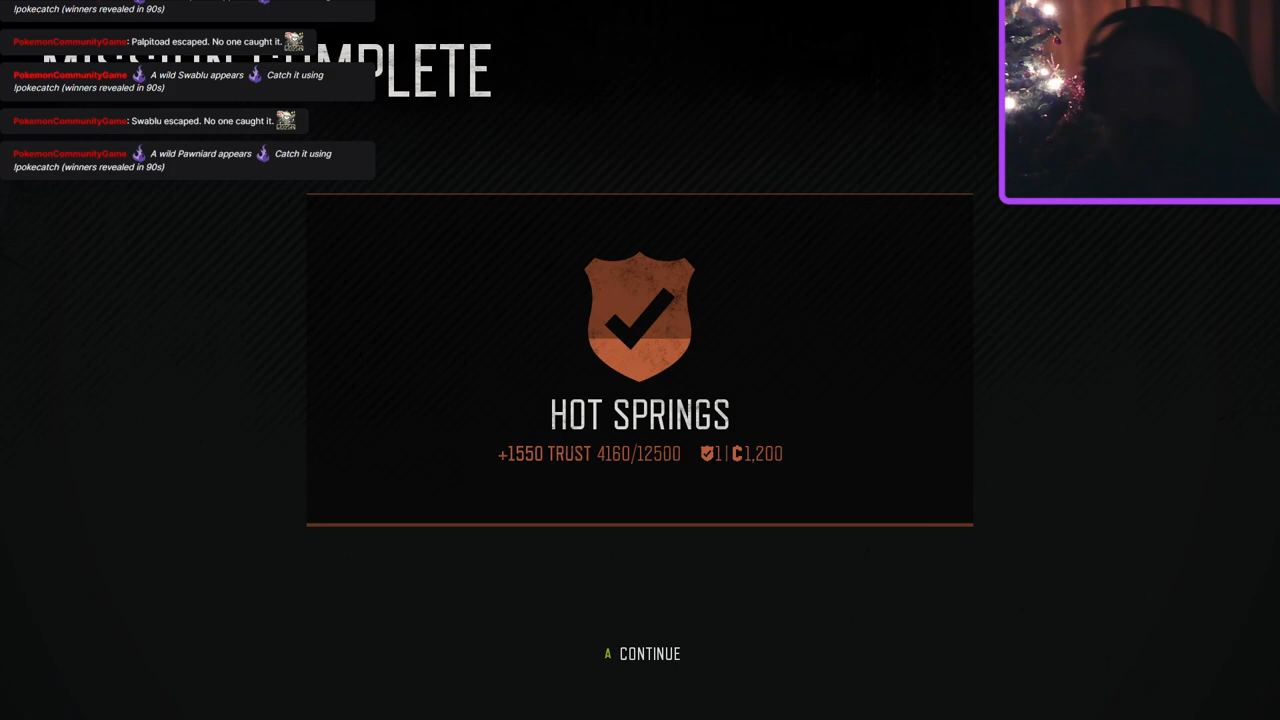 !pokecatch (winners revealed in 90s)
PokemonCommunityGame: Palpitoad escaped. No one caught it.
MISSION COMPLETE
PokemonCommunityGame A wild Swablu appears Catch it using
!pokecatch (winners revealed in 90s)
PokemonCommunityGame: Swablu escaped. No one caught it.
PokemonCommunityGame A wild Pawniard appears Catch it using
!pokecatch (winners revealed in 90s)
HOT SPRINGS
+1550 TRUST 4160/12500 1 | 1,200
A CONTINUE